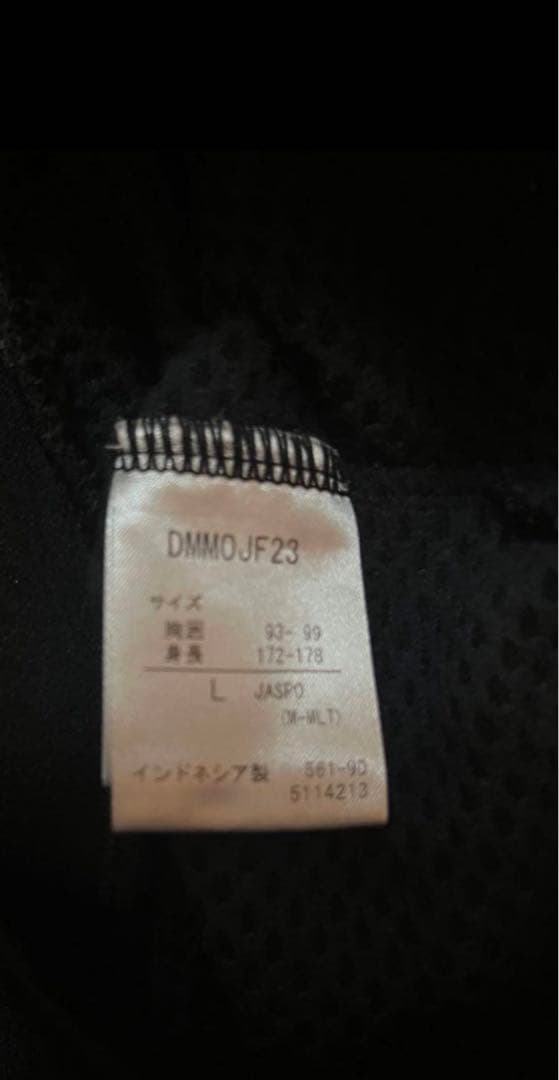 DMMOJF23
サイズ
胸囲 93- 99
身長 172-178
L JASPO
(M-MLT)
インドネシア製 561-90
5114213